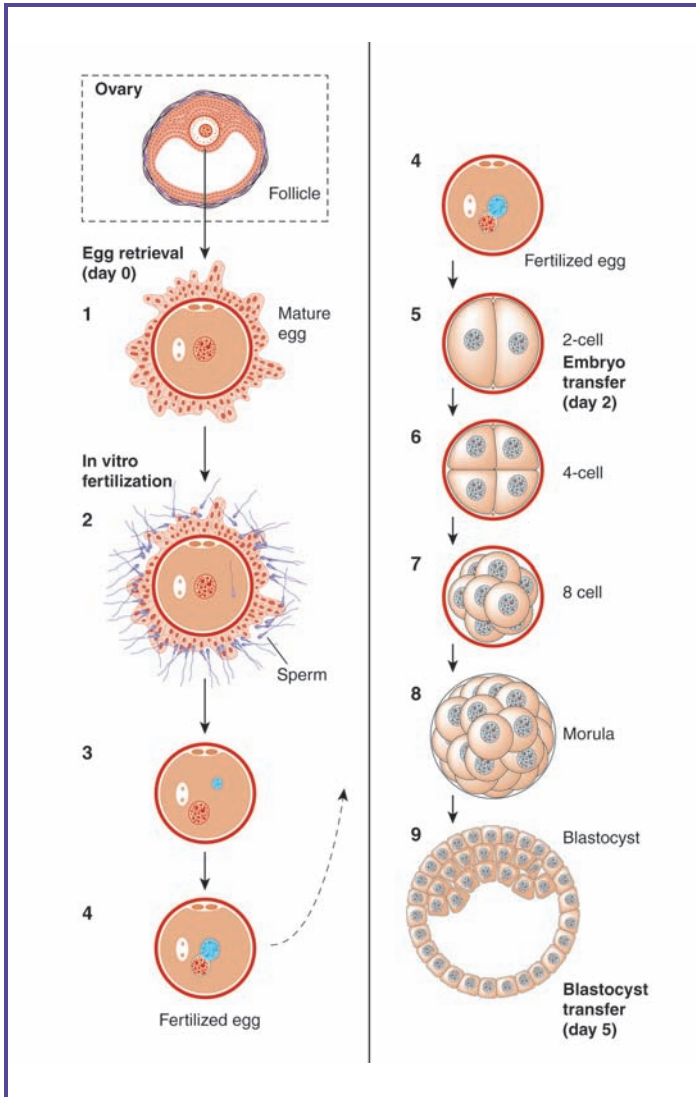 Ovary
Follicle
Egg retrieval
(day 0)
1
Mature
egg
In vitro
fertilization
2
Sperm
3
4
Fertilized egg
4
Fertilized egg
5
2-cell
Embryo
transfer
(day 2)
6
4-cell
7
8 cell
8
Morula
9
Blastocyst
Blastocyst
transfer
(day 5)